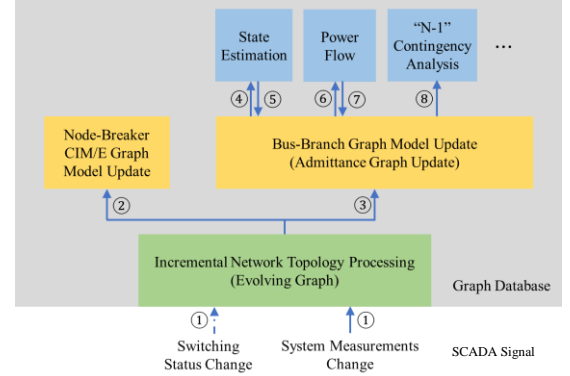 State
Estimation
Power
Flow
“N-1”
Contingency
Analysis
...
④
⑤
⑥
⑦
⑧
Node-Breaker
CIM/E Graph
Model Update
Bus-Branch Graph Model Update
(Admittance Graph Update)
②
③
Incremental Network Topology Processing
(Evolving Graph)
Graph Database
①
①
Switching
Status Change
System Measurements
Change
SCADA Signal